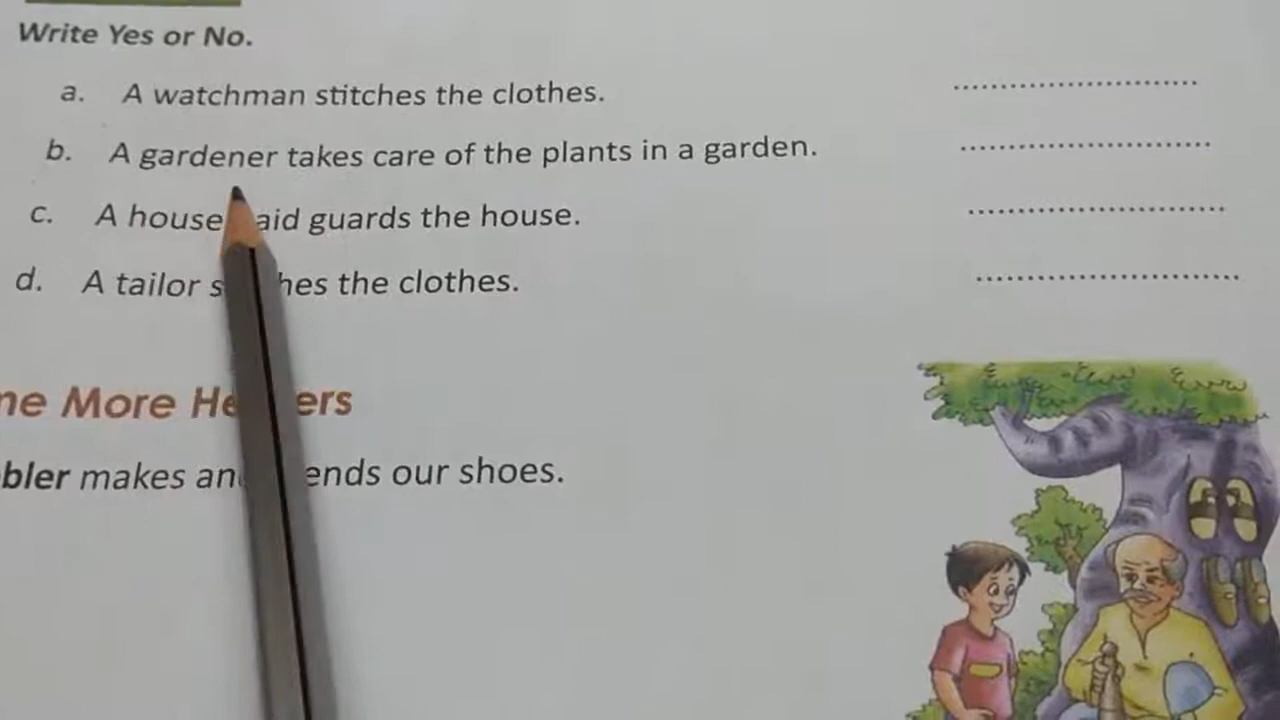 Write Yes or No.
a. A watchman stitches the clothes. ........................
b. A gardener takes care of the plants in a garden. ........................
c. A house aid guards the house. ........................
d. A tailor s hes the clothes. ........................
me More He ers
bler makes an ends our shoes.